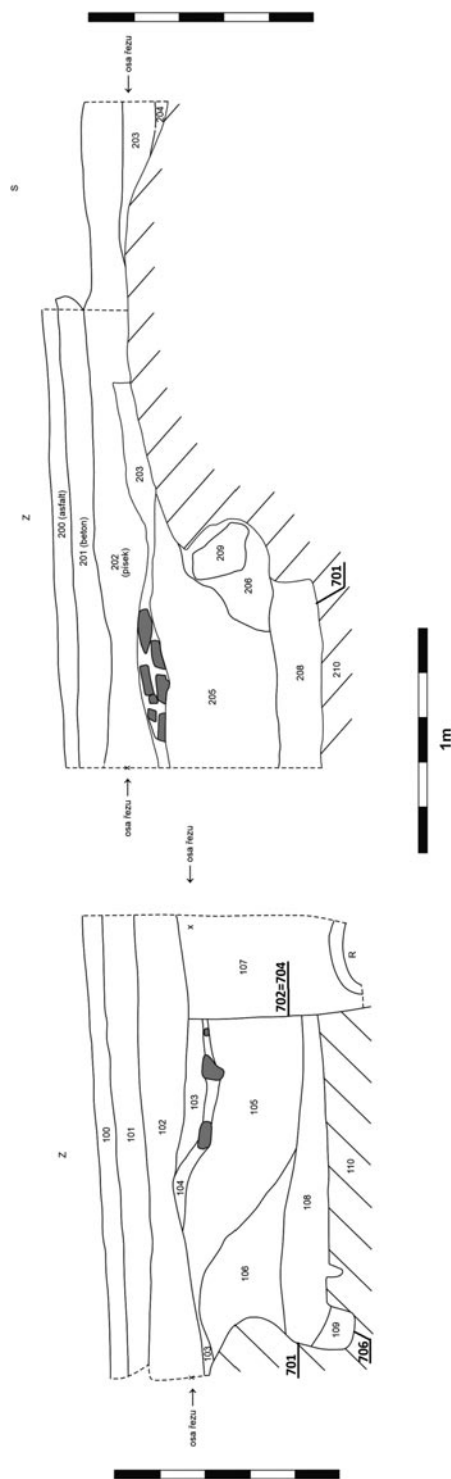 Z
100
101
102
osa řezu →
x
x
← osa řezu
103
104
103
105
106
107
702=704
108
109
110
701
706
R
Z
S
200 (asfalt)
201 (beton)
202
(písek)
osa řezu →
x
← osa řezu
203
203
204
205
206
209
208
701
210
1m